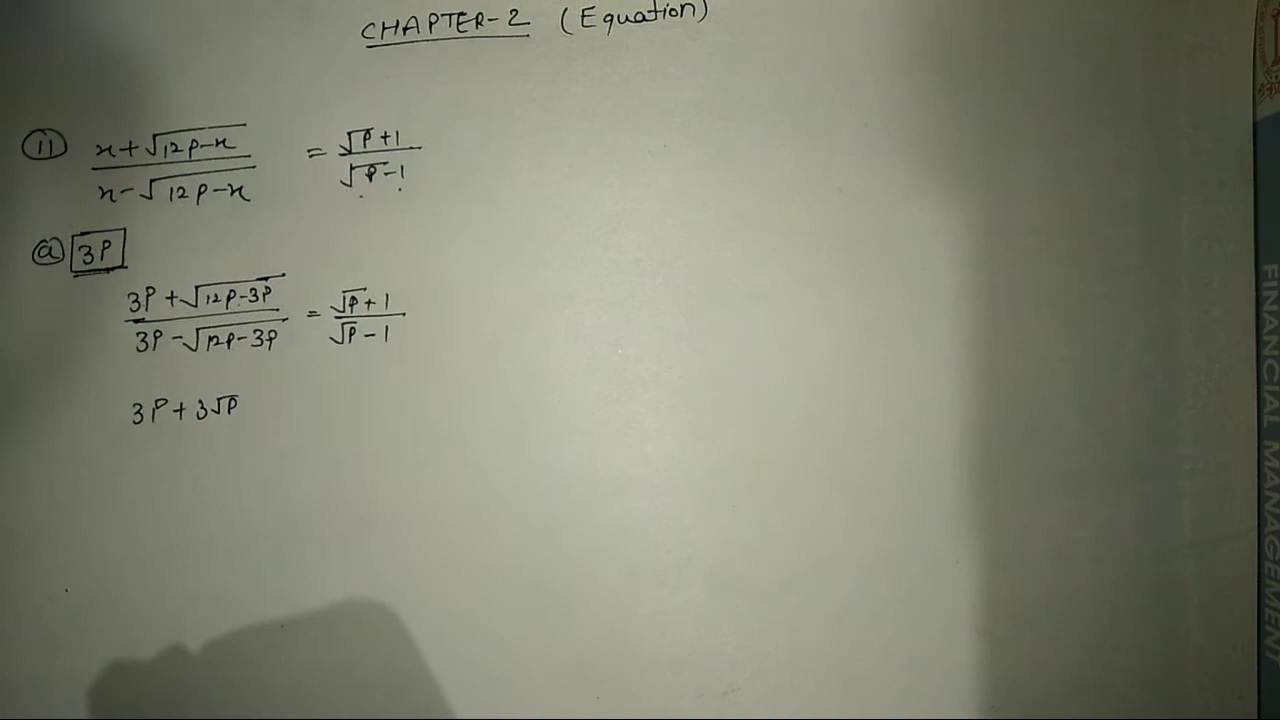 CHAPTER-2 (Equation)
11 x+√12p-x / x-√12p-x = √p+1 / √p-1
a 3P
3P+√12p-3p / 3p-√12p-3p = √p+1 / √p-1
3P+3√p
FINANCIAL MANAGEMENT